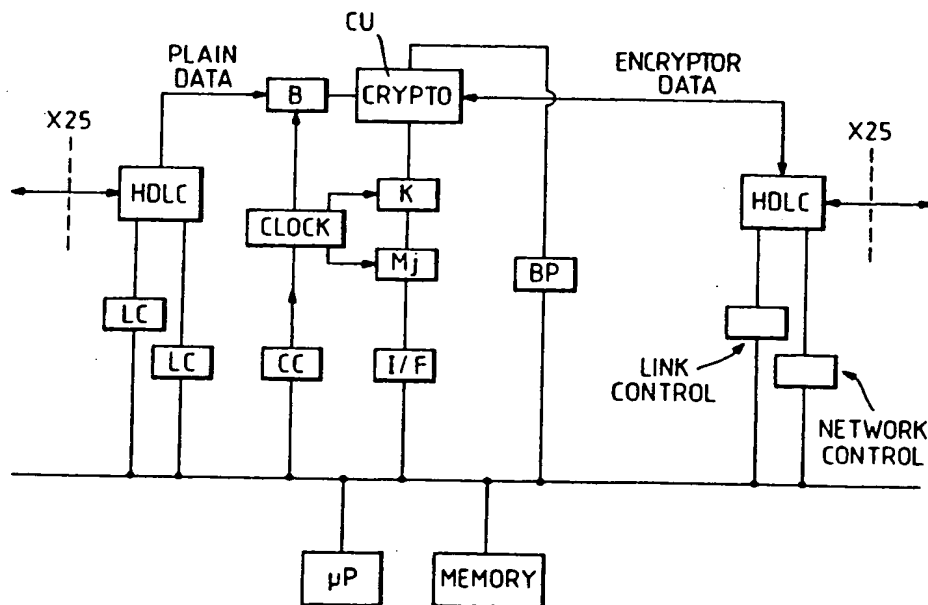 CU
PLAIN
DATA
B
CRYPTO
ENCRYPTOR
DATA
X25
X25
HDLC
K
HDLC
CLOCK
Mj
BP
LC
LC
CC
I/F
LINK
CONTROL
NETWORK
CONTROL
µP
MEMORY